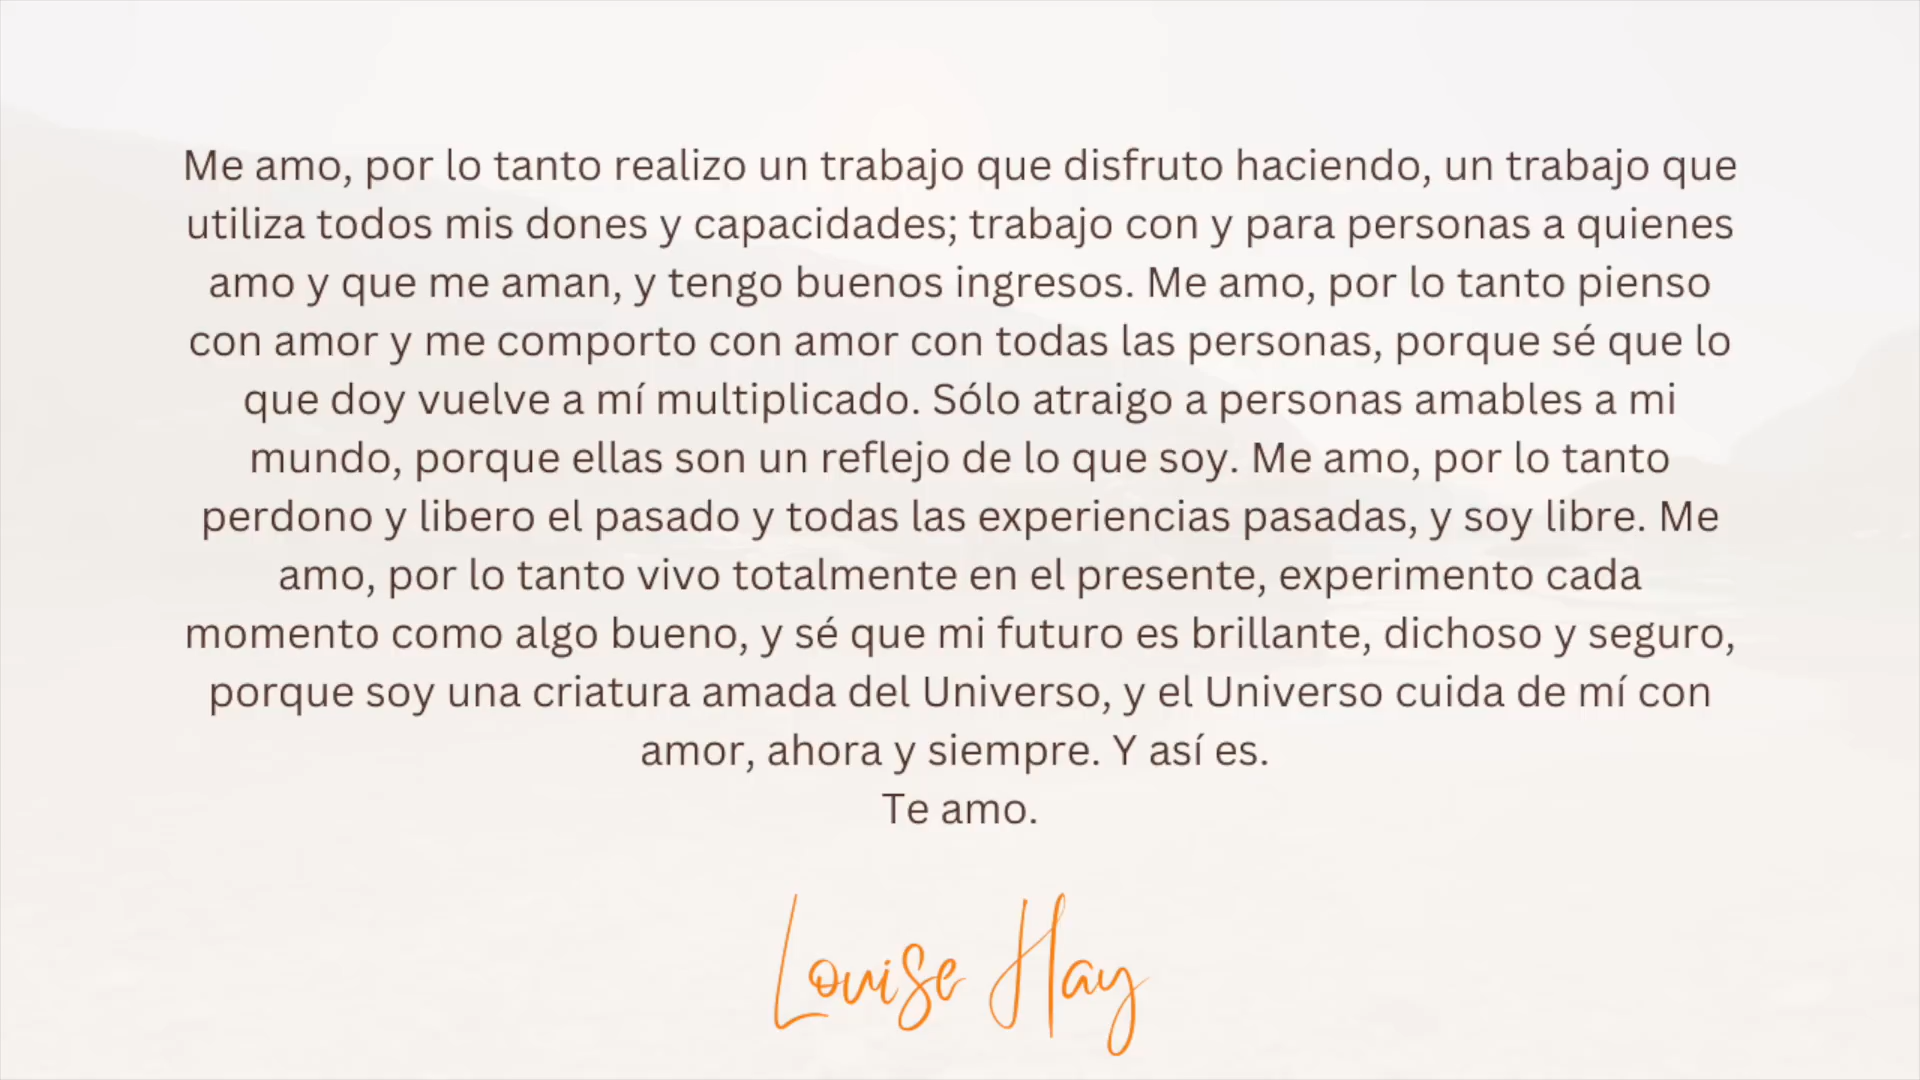 Me amo, por lo tanto realizo un trabajo que disfruto haciendo, un trabajo que
utiliza todos mis dones y capacidades; trabajo con y para personas a quienes
amo y que me aman, y tengo buenos ingresos. Me amo, por lo tanto pienso
con amor y me comporto con amor con todas las personas, porque sé que lo
que doy vuelve a mí multiplicado. Sólo atraigo a personas amables a mi
mundo, porque ellas son un reflejo de lo que soy. Me amo, por lo tanto
perdono y libero el pasado y todas las experiencias pasadas, y soy libre. Me
amo, por lo tanto vivo totalmente en el presente, experimento cada
momento como algo bueno, y sé que mi futuro es brillante, dichoso y seguro,
porque soy una criatura amada del Universo, y el Universo cuida de mí con
amor, ahora y siempre. Y así es.
Te amo.
Louise Hay